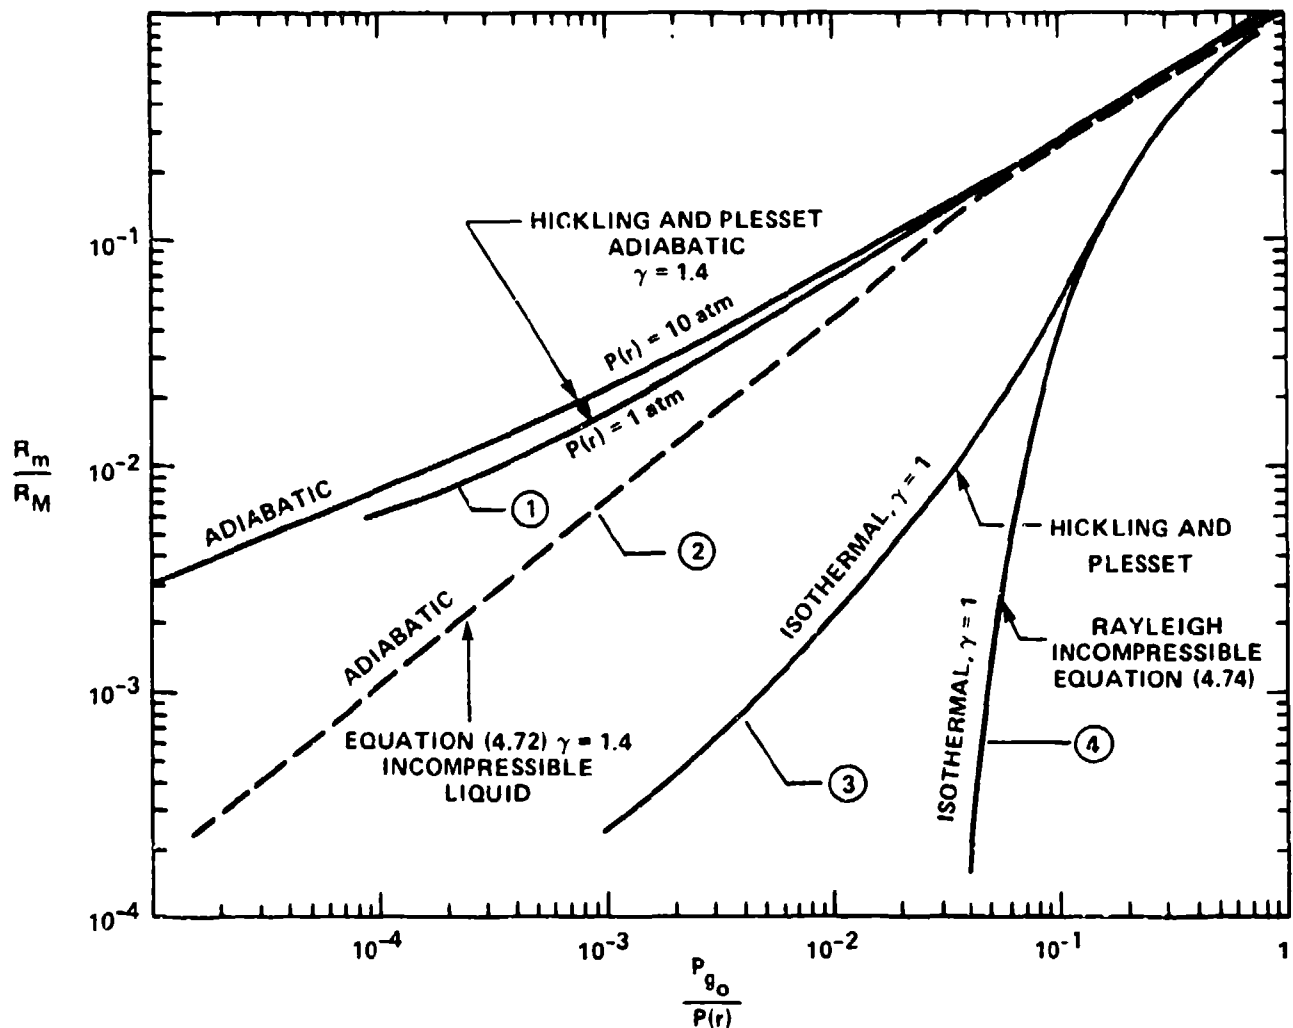 HICKLING AND PLESSET
ADIABATIC
γ = 1.4
10⁻¹
P(r) = 10 atm
P(r) = 1 atm
R_m
R_M
10⁻²
ADIABATIC
1
2
ISOTHERMAL, γ = 1
HICKLING AND
PLESSET
ADIABATIC
ISOTHERMAL, γ = 1
RAYLEIGH
INCOMPRESSIBLE
EQUATION (4.74)
10⁻³
EQUATION (4.72) γ = 1.4
INCOMPRESSIBLE
LIQUID
3
4
10⁻⁴
10⁻⁴
10⁻³
10⁻²
10⁻¹
1
P_{g_o}
P(r)